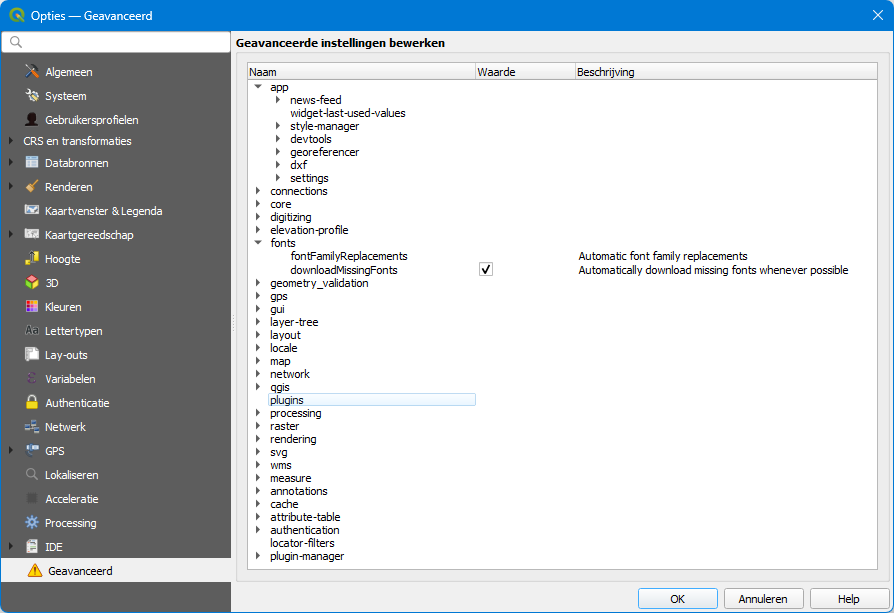 Opties — Geavanceerd
Algemeen
Systeem
Gebruikersprofielen
CRS en transformaties
Databronnen
Renderen
Kaartvenster & Legenda
Kaartgereedschap
Hoogte
3D
Kleuren
Aa Lettertypen
Lay-outs
Variabelen
Authenticatie
Netwerk
GPS
Lokaliseren
Acceleratie
Processing
IDE
Geavanceerd
Geavanceerde instellingen bewerken
Naam Waarde Beschrijving
app
news-feed
widget-last-used-values
style-manager
devtools
georeferencer
dxf
settings
connections
core
digitizing
elevation-profile
fonts
fontFamilyReplacements Automatic font family replacements
downloadMissingFonts Automatically download missing fonts whenever possible
geometry_validation
gps
gui
layer-tree
layout
locale
map
network
qgis
plugins
processing
raster
rendering
svg
wms
measure
annotations
cache
attribute-table
authentication
locator-filters
plugin-manager
OK Annuleren Help